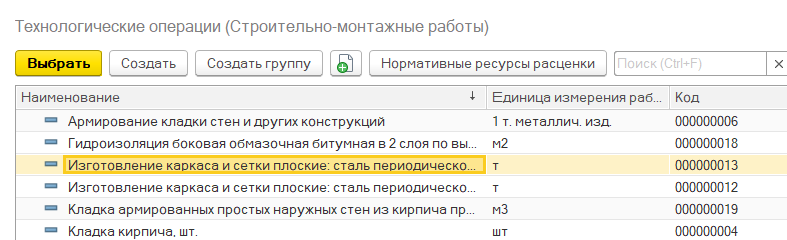 Технологические операции (Строительно-монтажные работы)
Выбрать Создать Создать группу Нормативные ресурсы расценки Поиск (Ctrl+F) ×
Наименование ↓ Единица измерения раб... Код
Армирование кладки стен и других конструкций 1 т. металлич. изд. 000000006
Гидроизоляция боковая обмазочная битумная в 2 слоя по вы... м2 000000018
Изготовление каркаса и сетки плоские: сталь периодическо... т 000000013
Изготовление каркаса и сетки плоские: сталь периодическо... т 000000012
Кладка армированных простых наружных стен из кирпича пр... м3 000000019
Кладка кирпича, шт. шт 000000004